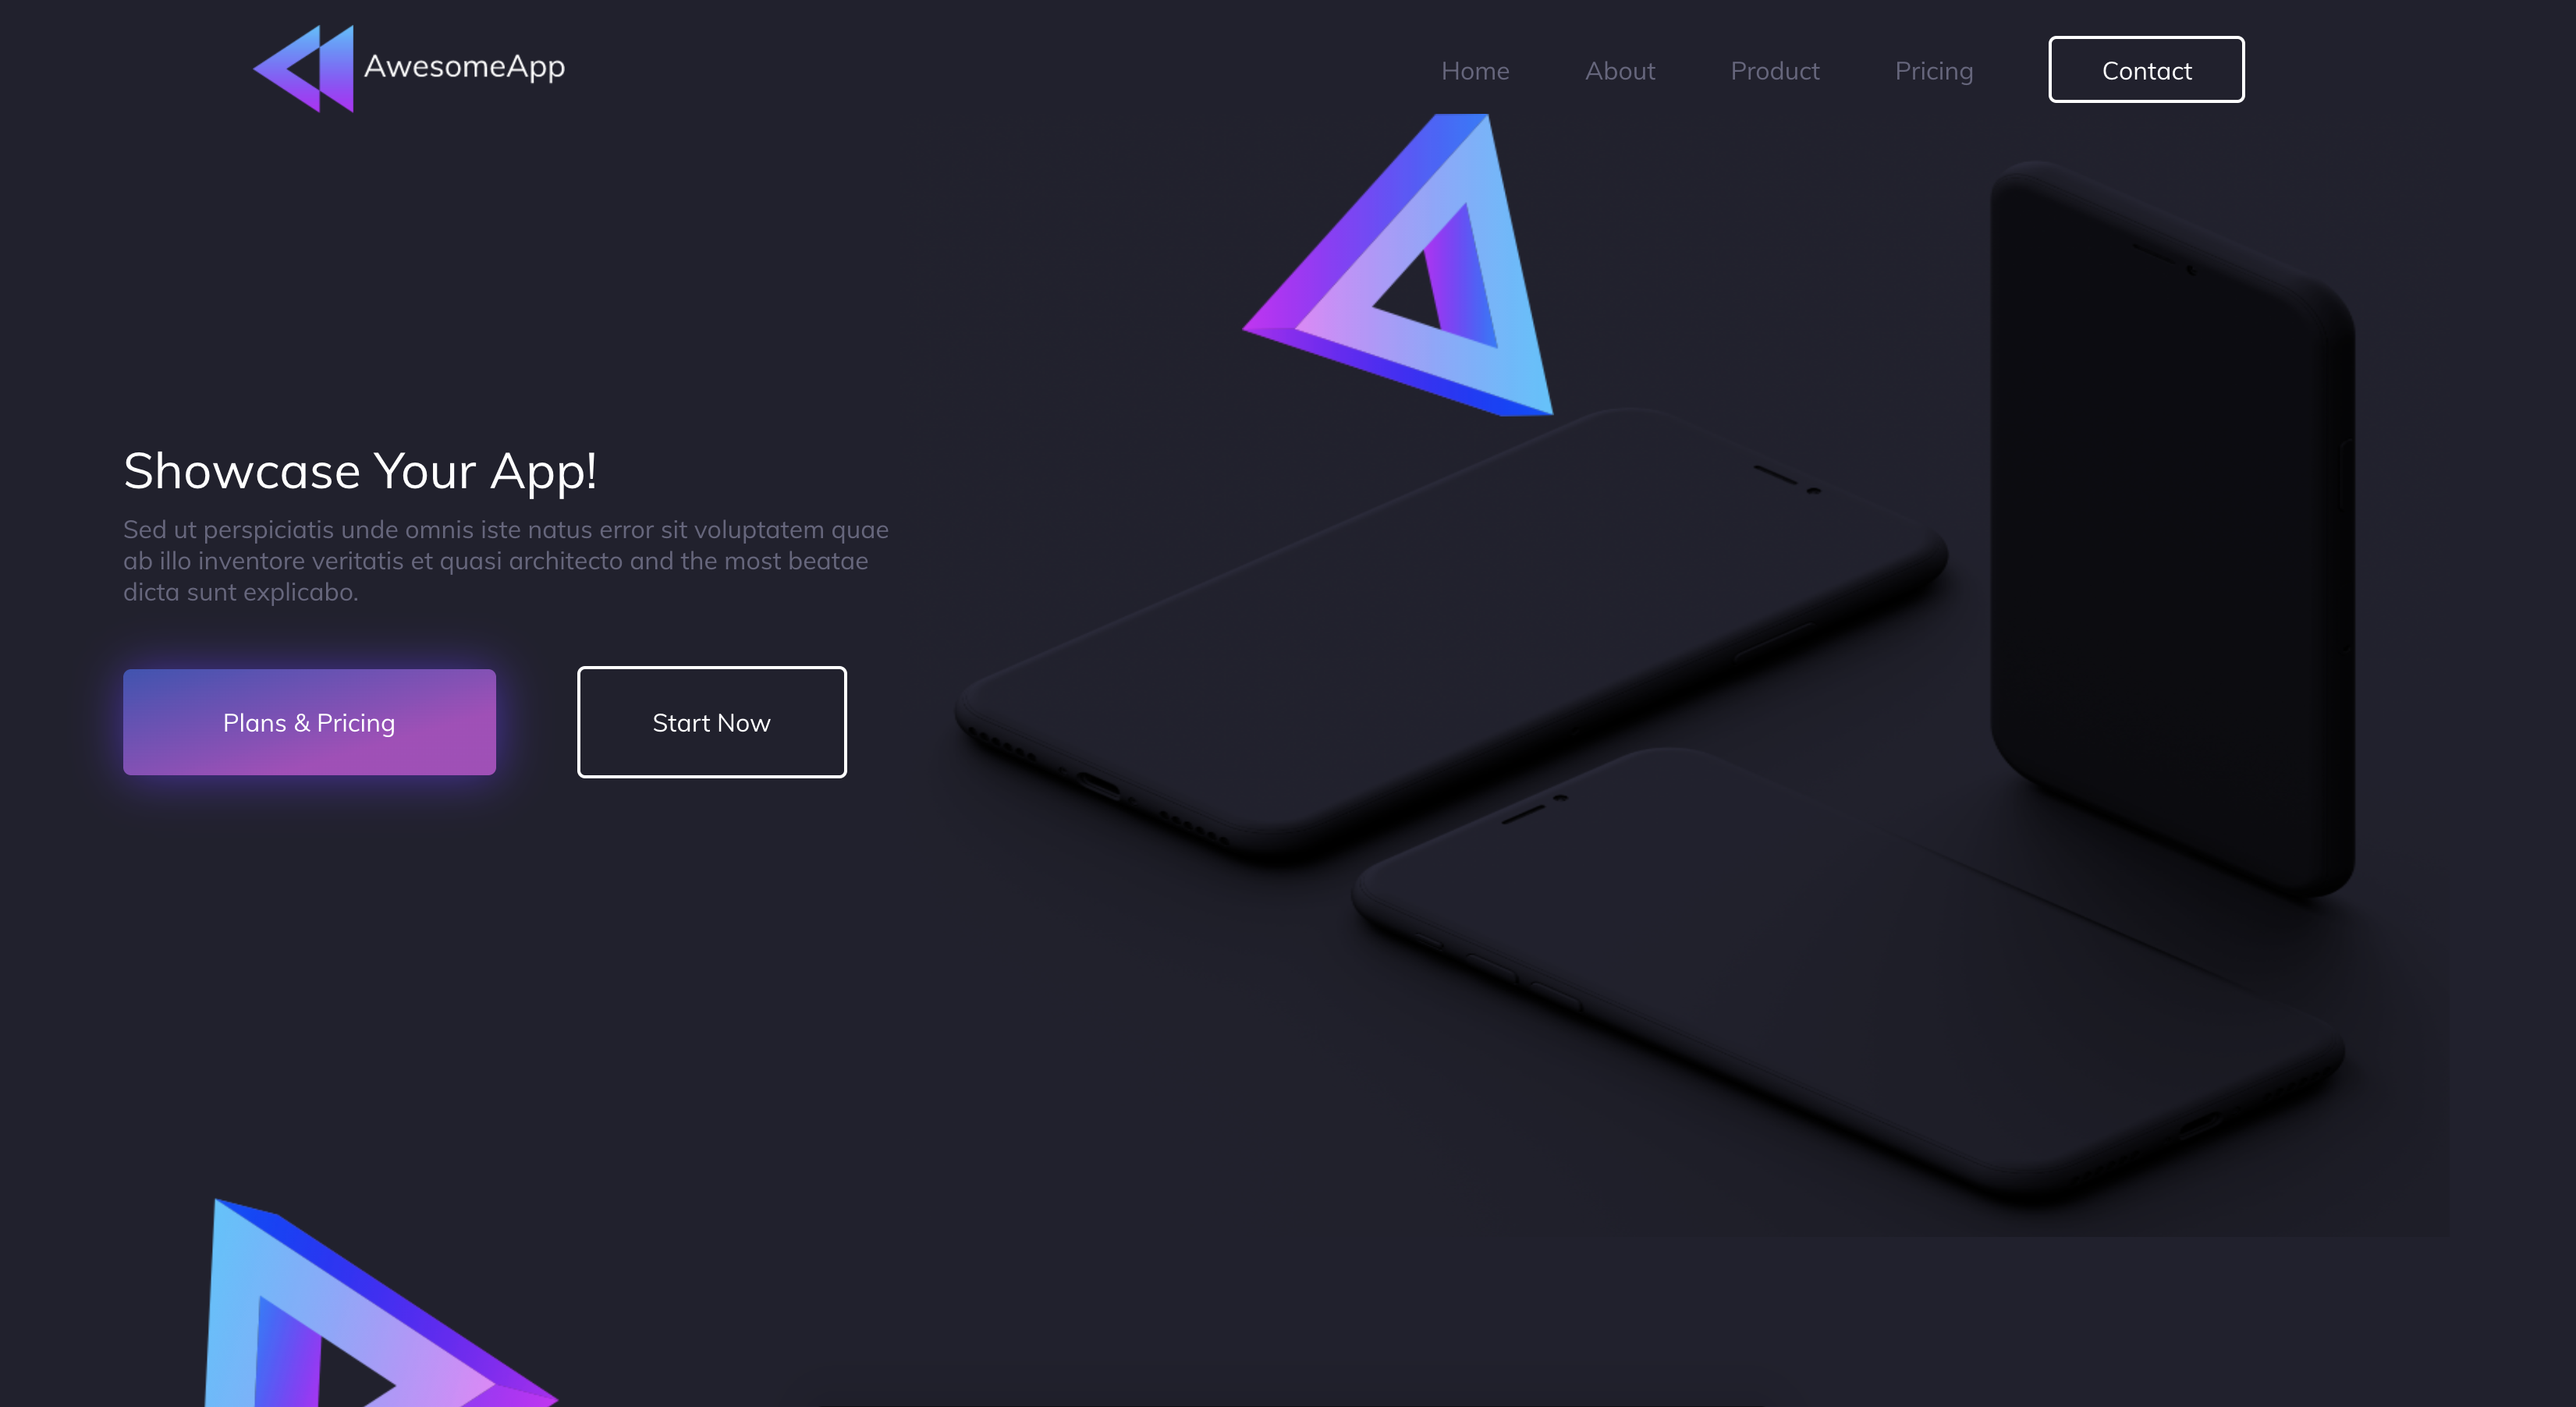 AwesomeApp
Home About Product Pricing Contact
Showcase Your App!
Sed ut perspiciatis unde omnis iste natus error sit voluptatem quae
ab illo inventore veritatis et quasi architecto and the most beatae
dicta sunt explicabo.
Plans & Pricing Start Now